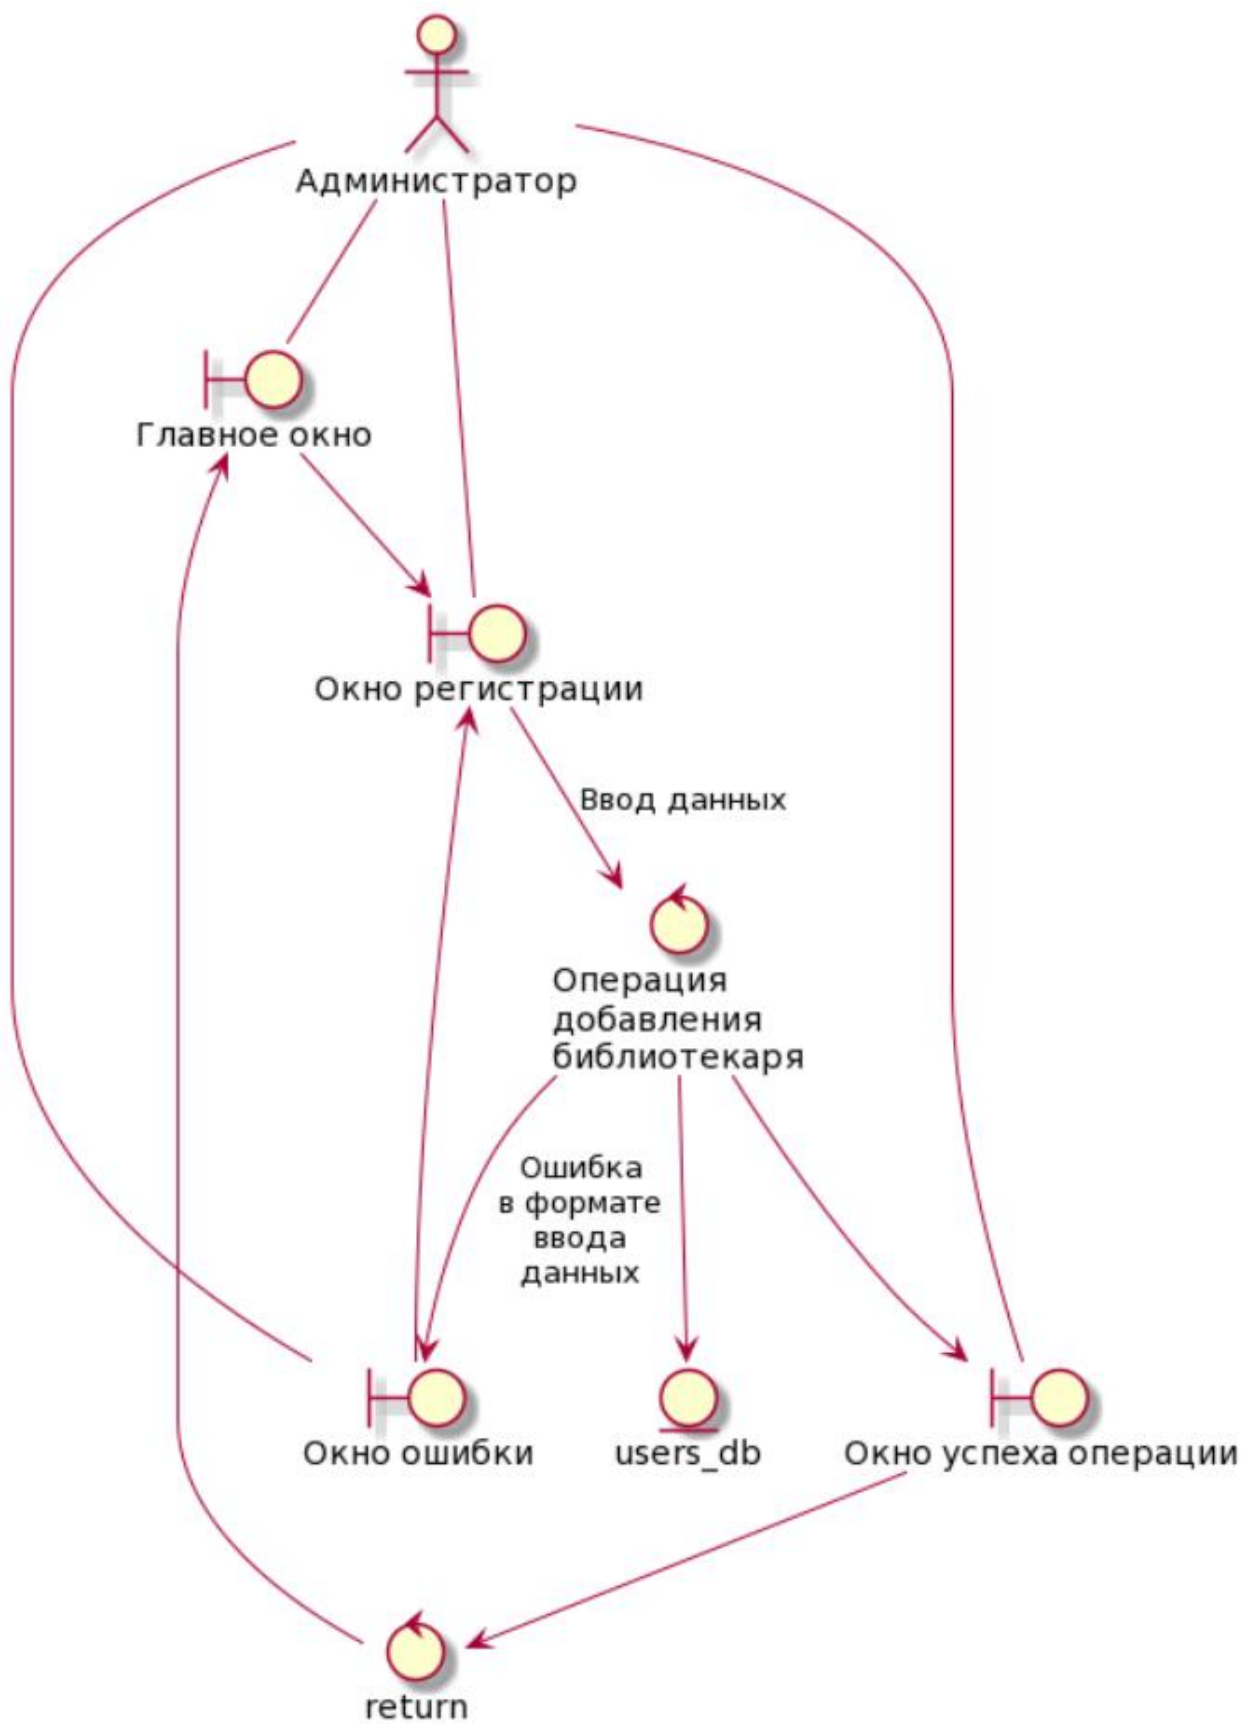 Администратор
Главное окно
Окно регистрации
Ввод данных
Операция
добавления
библиотекаря
Ошибка
в формате
ввода
данных
Окно ошибки
users_db
Окно успеха операции
return